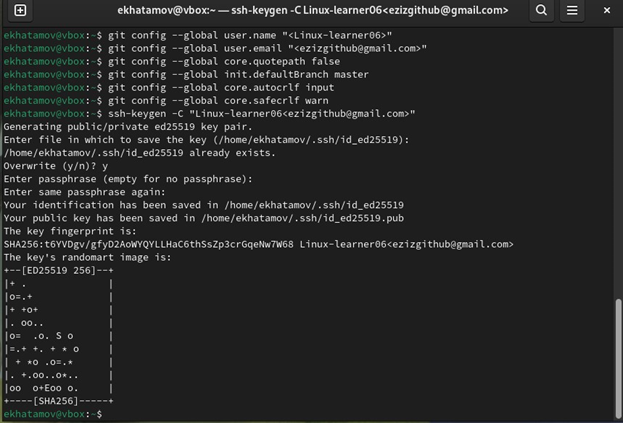 ekhatamov@vbox:~ — ssh-keygen -C Linux-learner06<ezizgithub@gmail.com>
ekhatamov@vbox:~$ git config --global user.name "<Linux-learner06>"
ekhatamov@vbox:~$ git config --global user.email "<ezizgithub@gmail.com>"
ekhatamov@vbox:~$ git config --global core.quotepath false
ekhatamov@vbox:~$ git config --global init.defaultBranch master
ekhatamov@vbox:~$ git config --global core.autocrlf input
ekhatamov@vbox:~$ git config --global core.safecrlf warn
ekhatamov@vbox:~$ ssh-keygen -C "Linux-learner06<ezizgithub@gmail.com>"
Generating public/private ed25519 key pair.
Enter file in which to save the key (/home/ekhatamov/.ssh/id_ed25519):
/home/ekhatamov/.ssh/id_ed25519 already exists.
Overwrite (y/n)? y
Enter passphrase (empty for no passphrase):
Enter same passphrase again:
Your identification has been saved in /home/ekhatamov/.ssh/id_ed25519
Your public key has been saved in /home/ekhatamov/.ssh/id_ed25519.pub
The key fingerprint is:
SHA256:t6YVDgv/gfyD2AoWYQYLLHaC6thSsZp3crGqeNw7W68 Linux-learner06<ezizgithub@gmail.com>
The key's randomart image is:
+--[ED25519 256]--+
|+ .              |
|o=.+             |
|+ +o+            |
|. oo..           |
|o=  .o. S o      |
|=.+ +. + * o     |
| + *o .o=.*      |
|. +.oo..o*..     |
|oo  o+Eoo o.     |
+----[SHA256]-----+
ekhatamov@vbox:~$